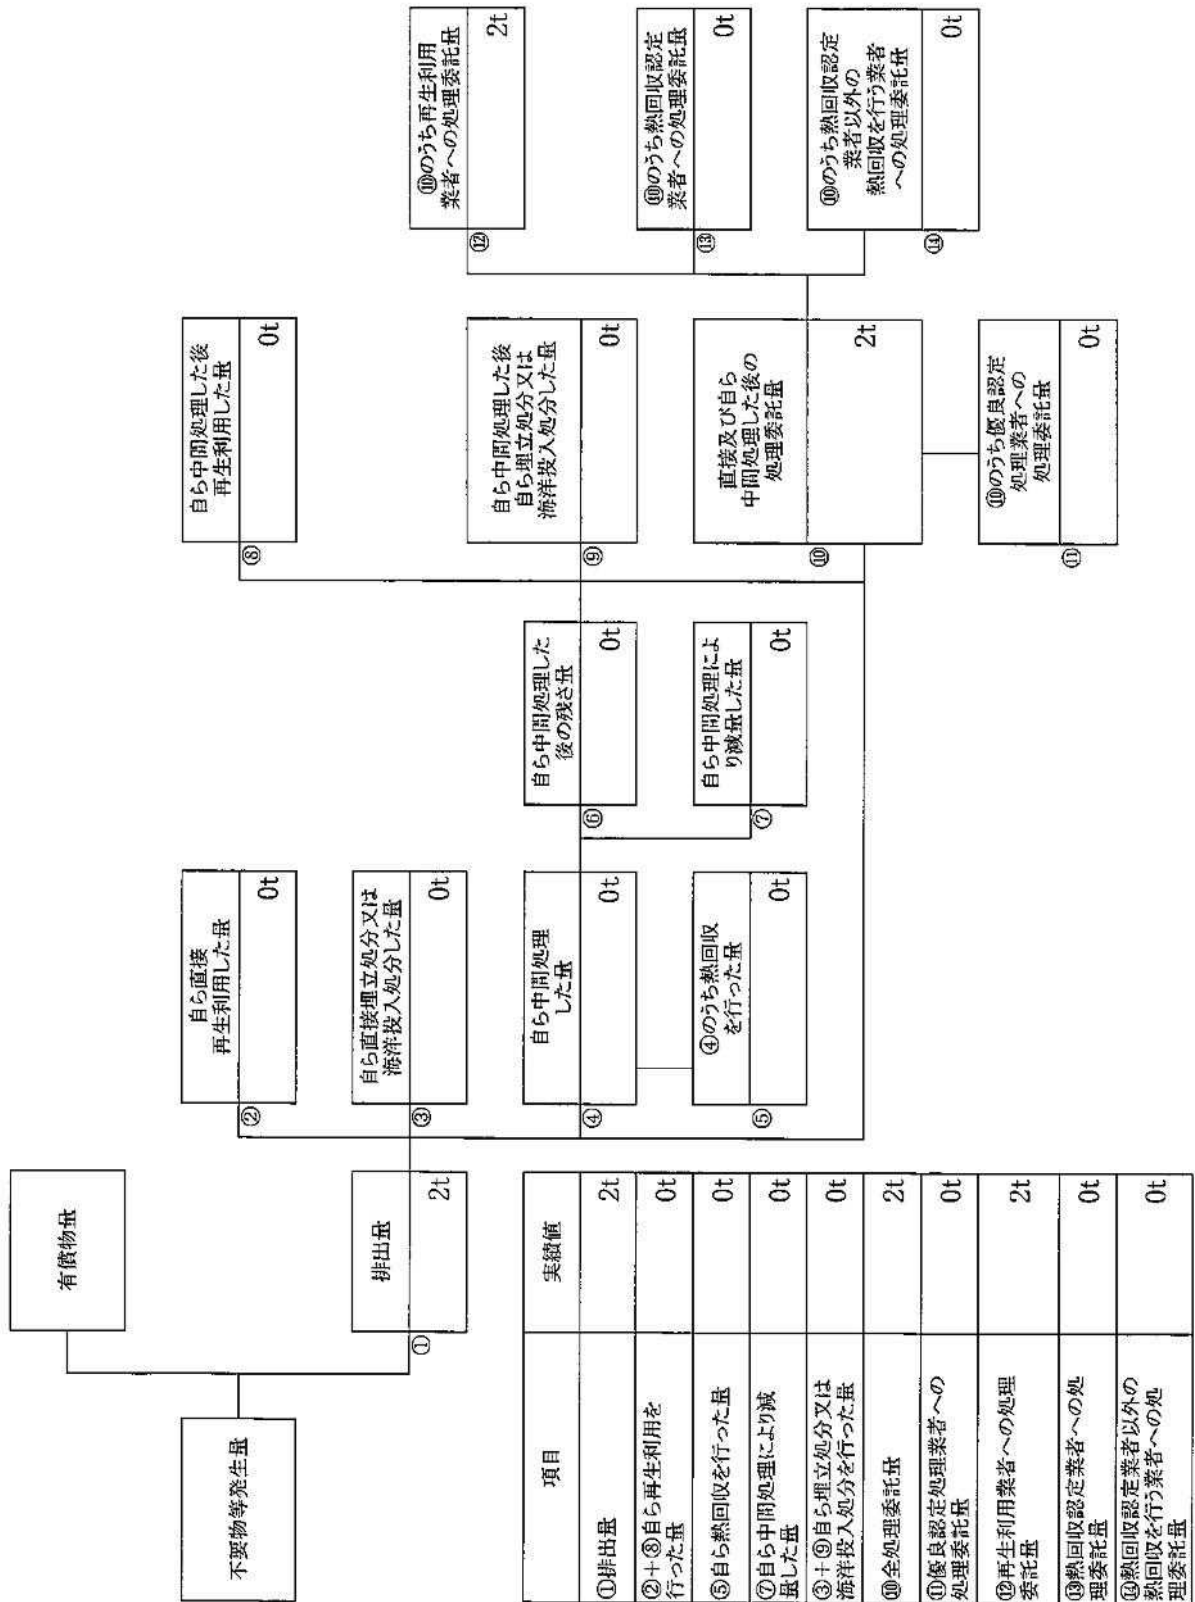 不要物等発生量
有償物量
排出量
①
2t
自ら直接
再生利用した量
②
0t
自ら直接埋立処分又は
海洋投入処分した量
③
0t
自ら中間処理
した量
④
0t
④のうち熱回収
を行った量
⑤
0t
自ら中間処理した
後の残さ量
⑥
0t
自ら中間処理によ
り減量した量
⑦
0t
自ら中間処理した後
再生利用した量
⑧
0t
自ら中間処理した後
自ら埋立処分又は
海洋投入処分した量
⑨
0t
直接及び自ら
中間処理した後の
処理委託量
⑩
2t
⑩のうち優良認定
処理業者への
処理委託量
⑪
0t
⑩のうち再生利用
業者への処理委託量
⑫
2t
⑩のうち熱回収認定
業者への処理委託量
⑬
0t
⑩のうち熱回収認定
業者以外の
熱回収を行う業者
への処理委託量
⑭
0t
項目 実績値
①排出量 2t
②+⑧自ら再生利用を
行った量 0t
⑤自ら熱回収を行った量 0t
⑦自ら中間処理により減
量した量 0t
③+⑨自ら埋立処分又は
海洋投入処分を行った量 0t
⑩全処理委託量 2t
⑪優良認定処理業者への
処理委託量 0t
⑫再生利用業者への処理
委託量 2t
⑬熱回収認定業者への処
理委託量 0t
⑭熱回収認定業者以外の
熱回収を行う業者への処
理委託量 0t